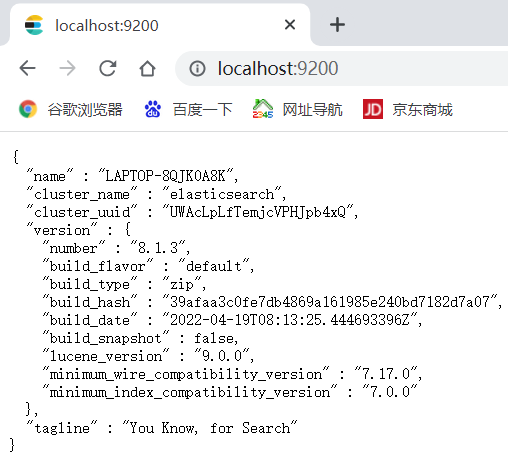 localhost:9200
localhost:9200
谷歌浏览器 百度一下 2345 网址导航 JD 京东商城
{
"name" : "LAPTOP-8QJK0A8K",
"cluster_name" : "elasticsearch",
"cluster_uuid" : "UWAcLpLfTemjcVPHJpb4xQ",
"version" : {
"number" : "8.1.3",
"build_flavor" : "default",
"build_type" : "zip",
"build_hash" : "39afaa3c0fe7db4869a161985e240bd7182d7a07",
"build_date" : "2022-04-19T08:13:25.444693396Z",
"build_snapshot" : false,
"lucene_version" : "9.0.0",
"minimum_wire_compatibility_version" : "7.17.0",
"minimum_index_compatibility_version" : "7.0.0"
},
"tagline" : "You Know, for Search"
}